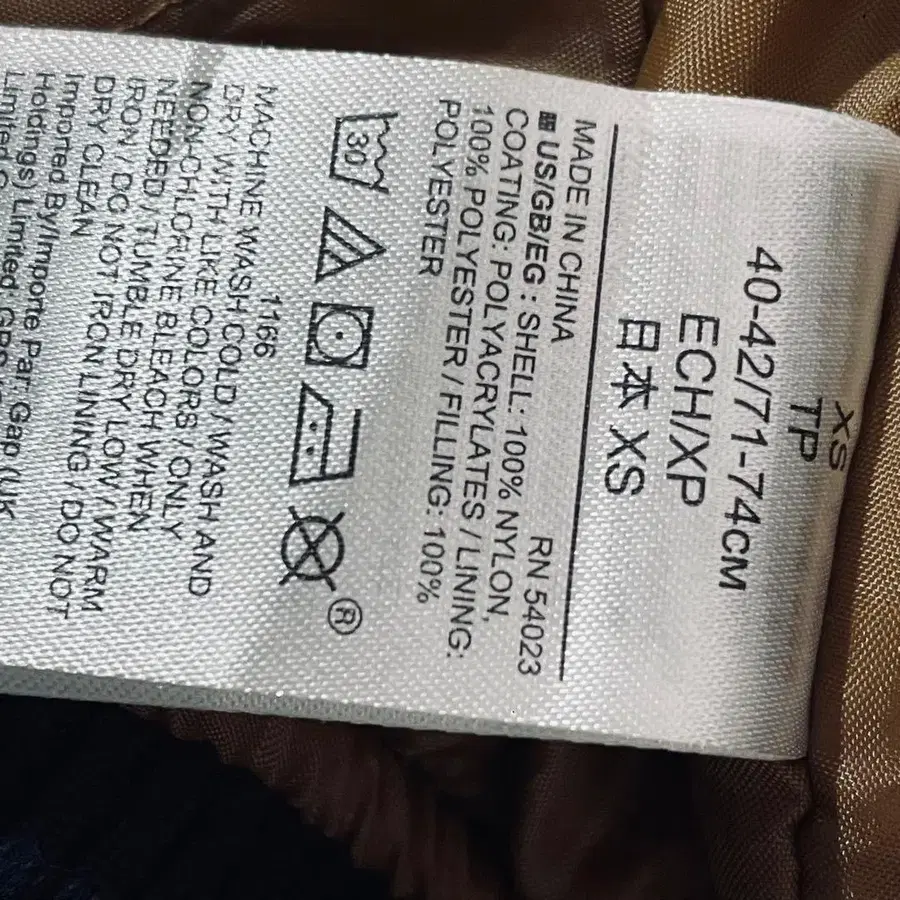 XS
TP
40-42/71-74CM
ECH/XP
日本 XS
MADE IN CHINA
RN 54023
US/GB/EG : SHELL: 100% NYLON,
COATING: POLYACRYLATES / LINING:
100% POLYESTER / FILLING: 100%
POLYESTER
30
®
1166
MACHINE WASH COLD / WASH AND
DRY WITH LIKE COLORS / ONLY
NON-CHLORINE BLEACH WHEN
NEEDED / TUMBLE DRY LOW / WARM
IRON / DO NOT IRON LINING / DO NOT
DRY CLEAN
Imported By/Importe Par: Gap (UK
Holdings) Limited:
Limited